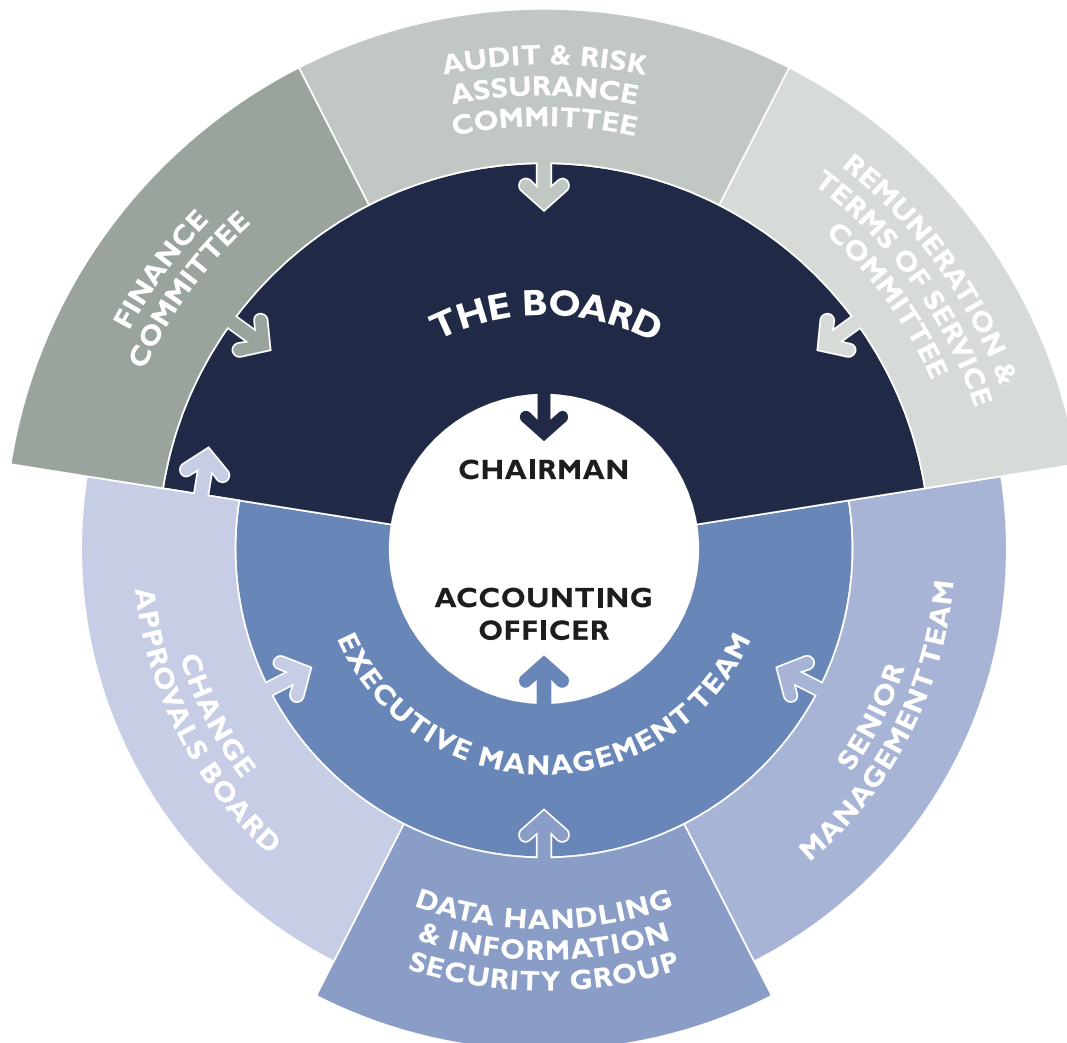 AUDIT & RISK
ASSURANCE
COMMITTEE
FINANCE
COMMITTEE
REMUNERATION &
TERMS OF SERVICE
COMMITTEE
THE BOARD
CHAIRMAN
ACCOUNTING
OFFICER
EXECUTIVE MANAGEMENT TEAM
CHANGE
APPROVALS BOARD
SENIOR
MANAGEMENT TEAM
DATA HANDLING
& INFORMATION
SECURITY GROUP